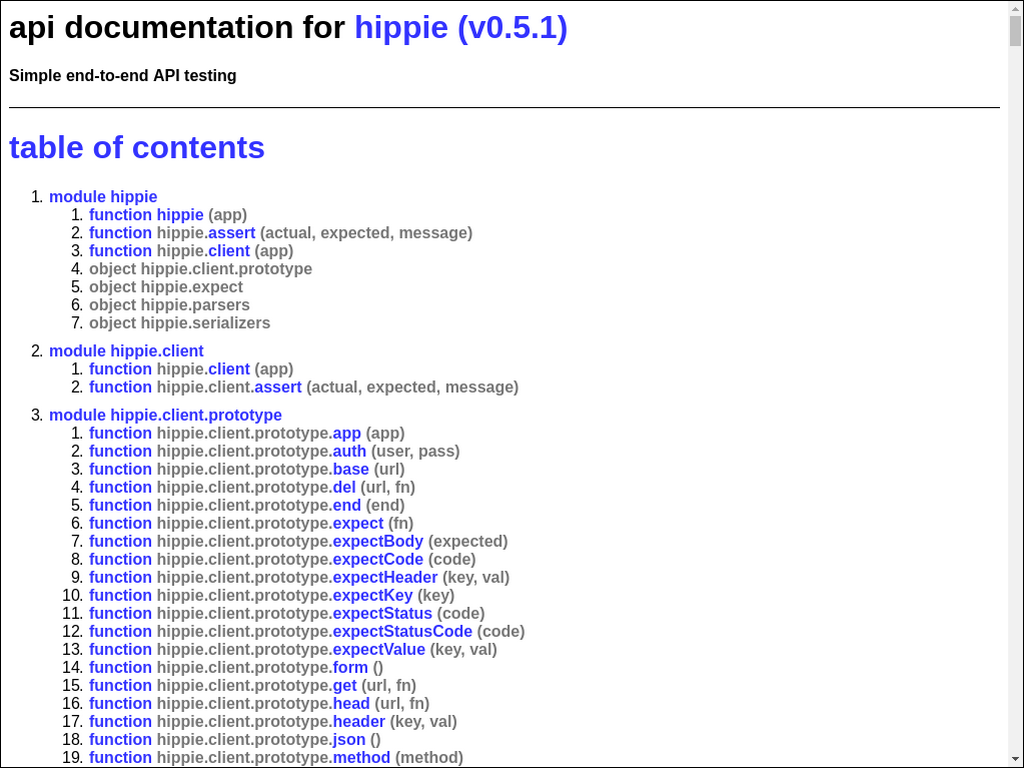 api documentation for hippie (v0.5.1)
Simple end-to-end API testing
table of contents
1. module hippie
1. function hippie (app)
2. function hippie.assert (actual, expected, message)
3. function hippie.client (app)
4. object hippie.client.prototype
5. object hippie.expect
6. object hippie.parsers
7. object hippie.serializers
2. module hippie.client
1. function hippie.client (app)
2. function hippie.client.assert (actual, expected, message)
3. module hippie.client.prototype
1. function hippie.client.prototype.app (app)
2. function hippie.client.prototype.auth (user, pass)
3. function hippie.client.prototype.base (url)
4. function hippie.client.prototype.del (url, fn)
5. function hippie.client.prototype.end (end)
6. function hippie.client.prototype.expect (fn)
7. function hippie.client.prototype.expectBody (expected)
8. function hippie.client.prototype.expectCode (code)
9. function hippie.client.prototype.expectHeader (key, val)
10. function hippie.client.prototype.expectKey (key)
11. function hippie.client.prototype.expectStatus (code)
12. function hippie.client.prototype.expectStatusCode (code)
13. function hippie.client.prototype.expectValue (key, val)
14. function hippie.client.prototype.form ()
15. function hippie.client.prototype.get (url, fn)
16. function hippie.client.prototype.head (url, fn)
17. function hippie.client.prototype.header (key, val)
18. function hippie.client.prototype.json ()
19. function hippie.client.prototype.method (method)